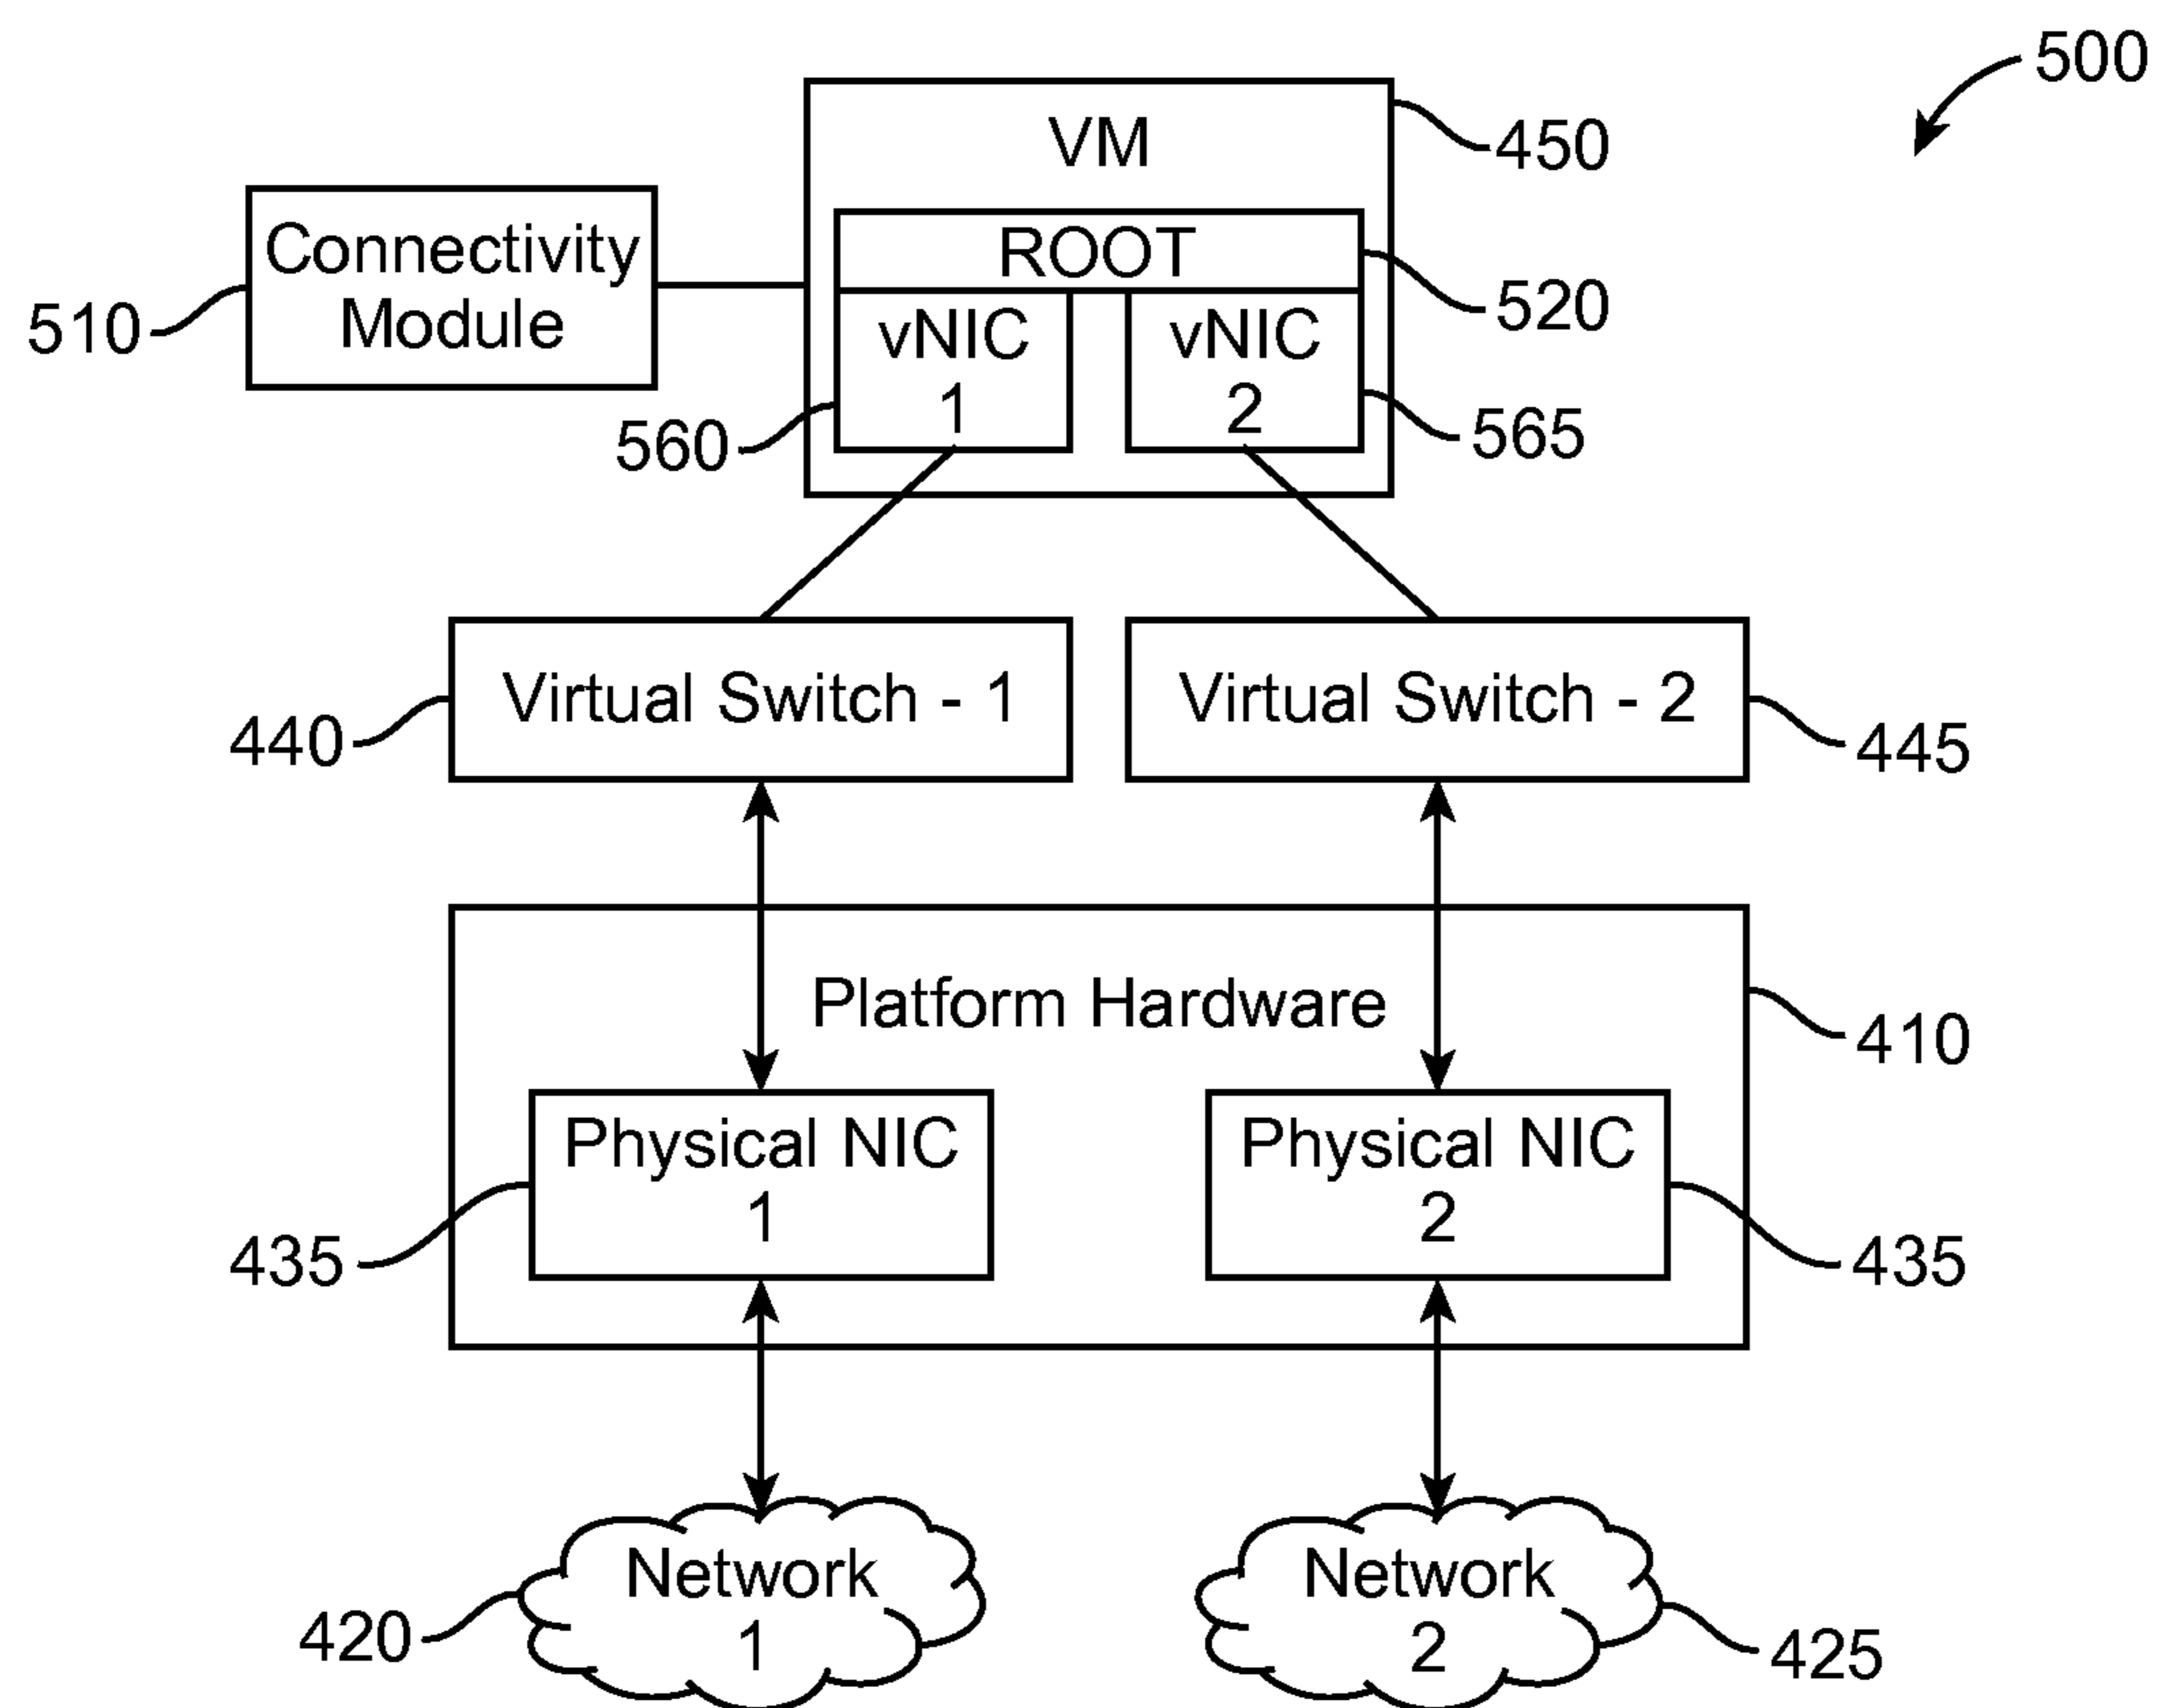 500
VM
450
Connectivity
Module
510
ROOT
520
vNIC
1
vNIC
2
560
565
Virtual Switch - 1
Virtual Switch - 2
440
445
Platform Hardware
410
Physical NIC
1
Physical NIC
2
435
435
Network
1
Network
2
420
425